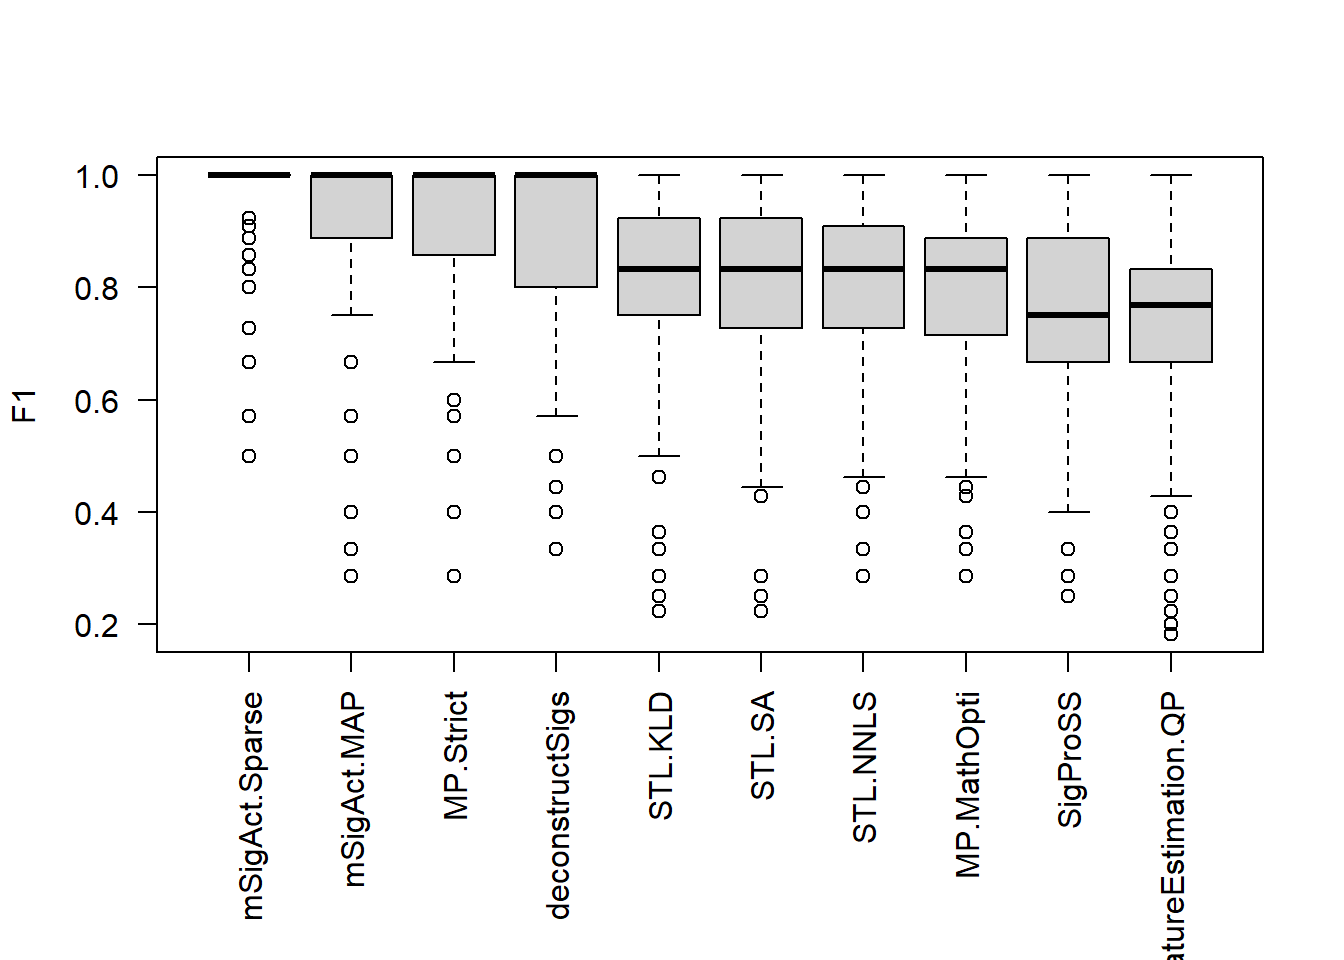 F1
1.0
0.8
0.6
0.4
0.2
mSigAct.Sparse
mSigAct.MAP
MP.Strict
deconstructSigs
STL.KLD
STL.SA
STL.NNLS
MP.MathOpti
SigProSS
atureEstimation.QP